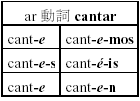 ar 動詞 cantar
cant-e cant-e-mos
cant-e-s cant-é-is
cant-e cant-e-n